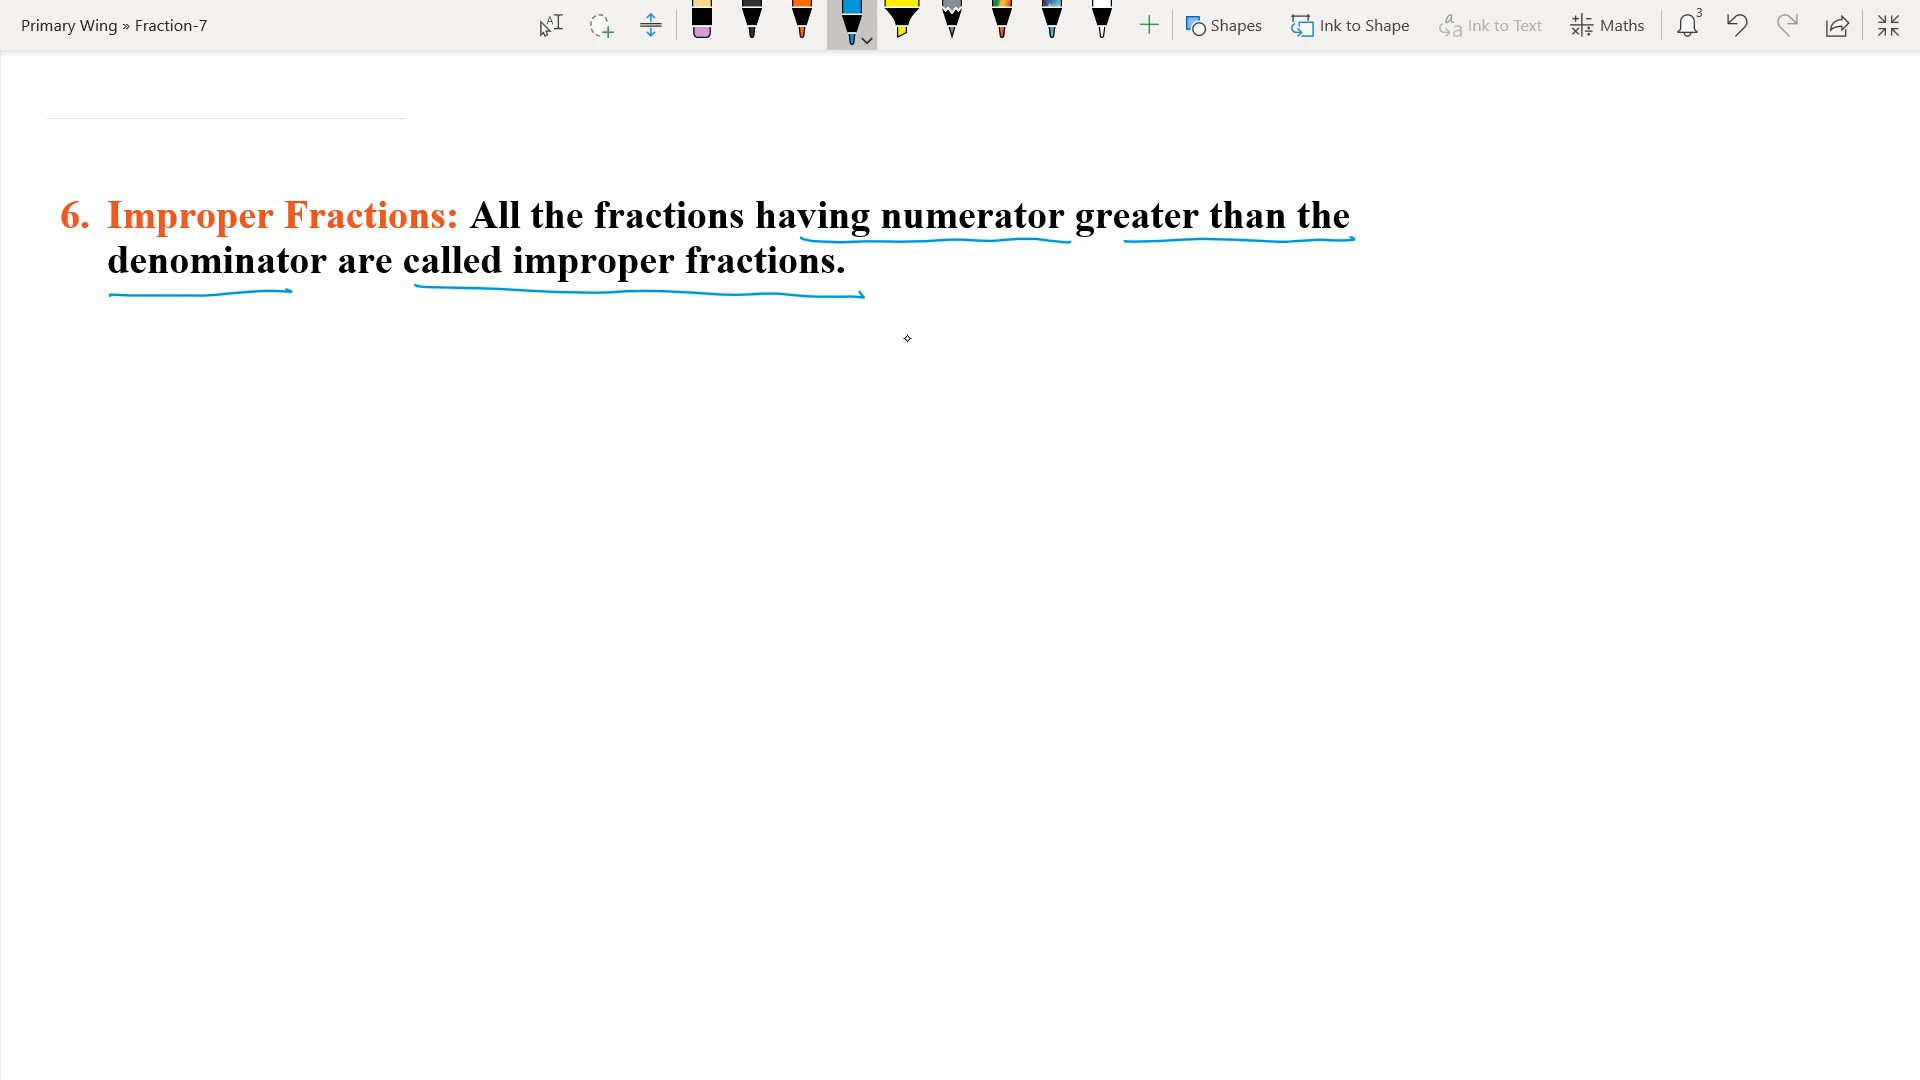 Primary Wing » Fraction-7
Shapes
Ink to Shape
Ink to Text
Maths
3
6. Improper Fractions: All the fractions having numerator greater than the
denominator are called improper fractions.